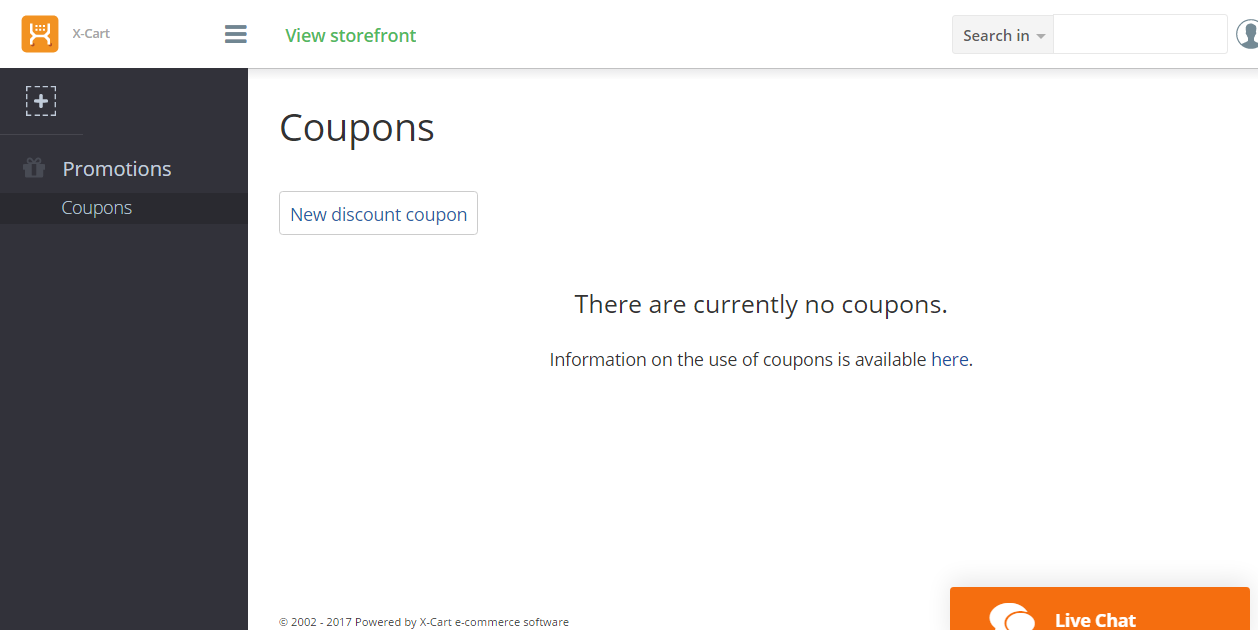 X-Cart
View storefront
Search in
Promotions
Coupons
Coupons
New discount coupon
There are currently no coupons.
Information on the use of coupons is available here.
© 2002 - 2017 Powered by X-Cart e-commerce software
Live Chat